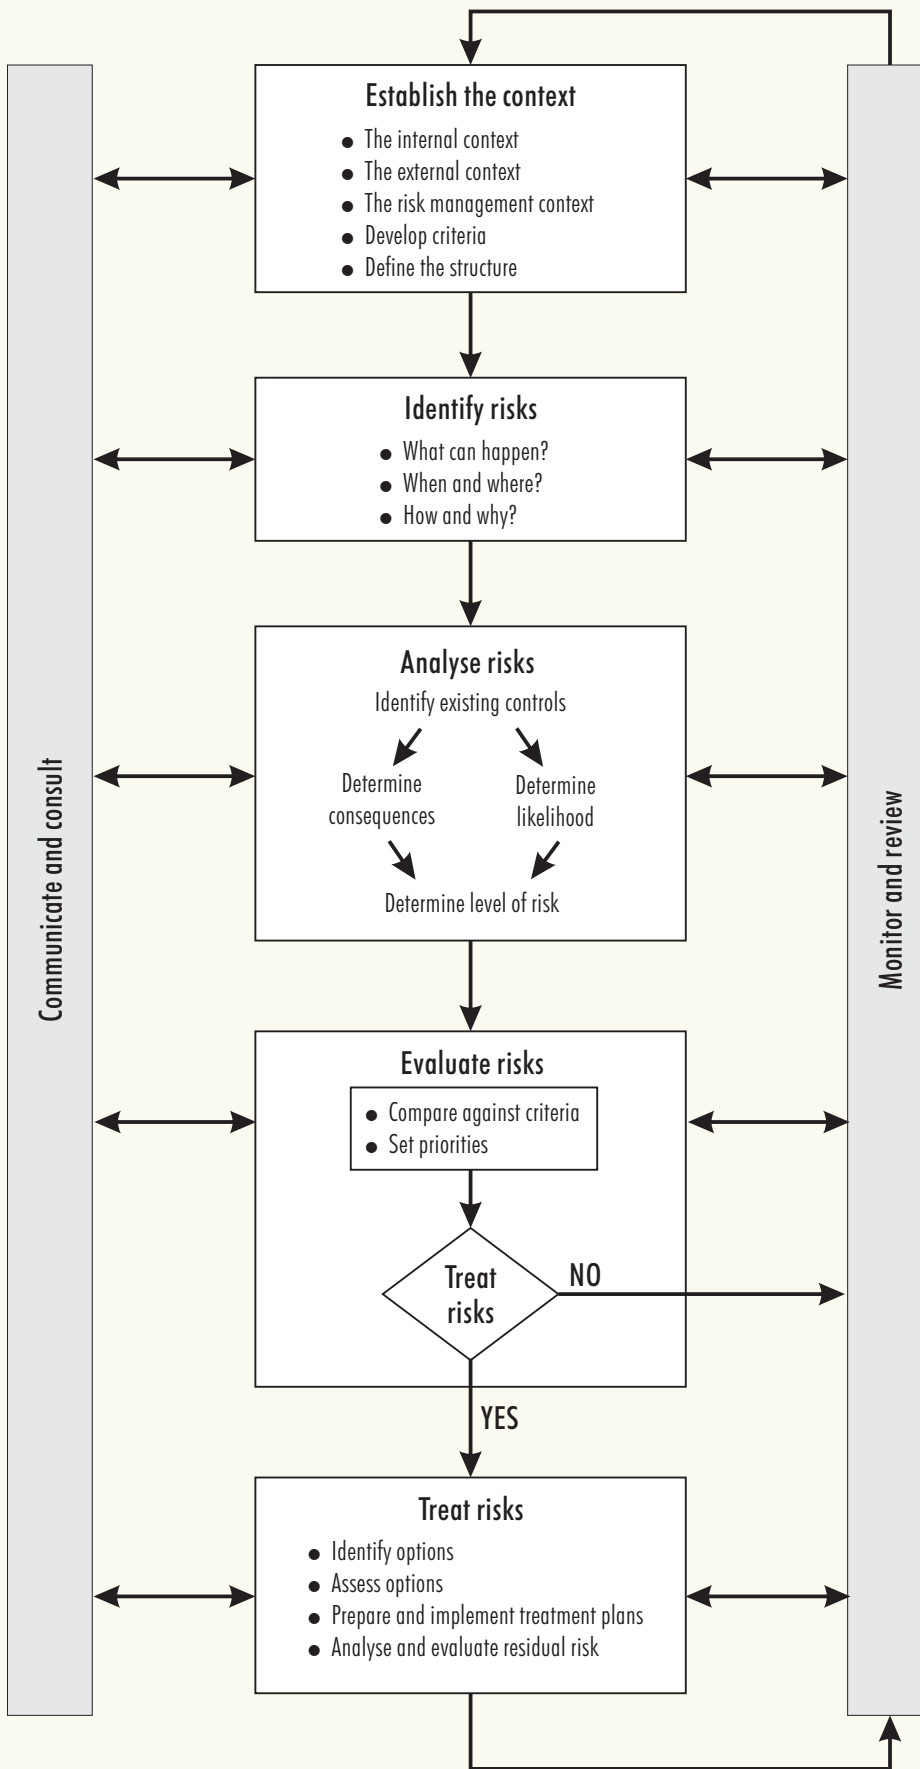 Establish the context
● The internal context
● The external context
● The risk management context
● Develop criteria
● Define the structure
Identify risks
● What can happen?
● When and where?
● How and why?
Analyse risks
Identify existing controls
Determine
consequences
Determine
likelihood
Determine level of risk
Evaluate risks
● Compare against criteria
● Set priorities
Treat
risks
NO
YES
Treat risks
● Identify options
● Assess options
● Prepare and implement treatment plans
● Analyse and evaluate residual risk
Communicate and consult
Monitor and review